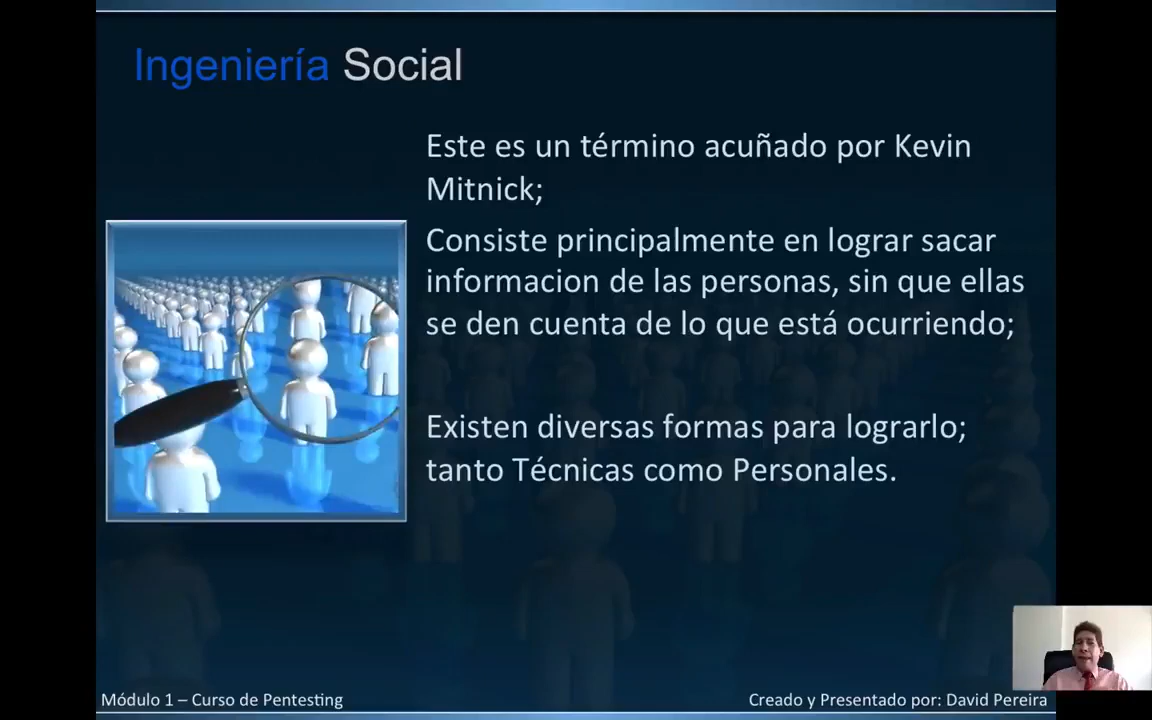 Ingeniería Social
Este es un término acuñado por Kevin
Mitnick;
Consiste principalmente en lograr sacar
informacion de las personas, sin que ellas
se den cuenta de lo que está ocurriendo;
Existen diversas formas para lograrlo;
tanto Técnicas como Personales.
Módulo 1 – Curso de Pentesting
Creado y Presentado por: David Pereira